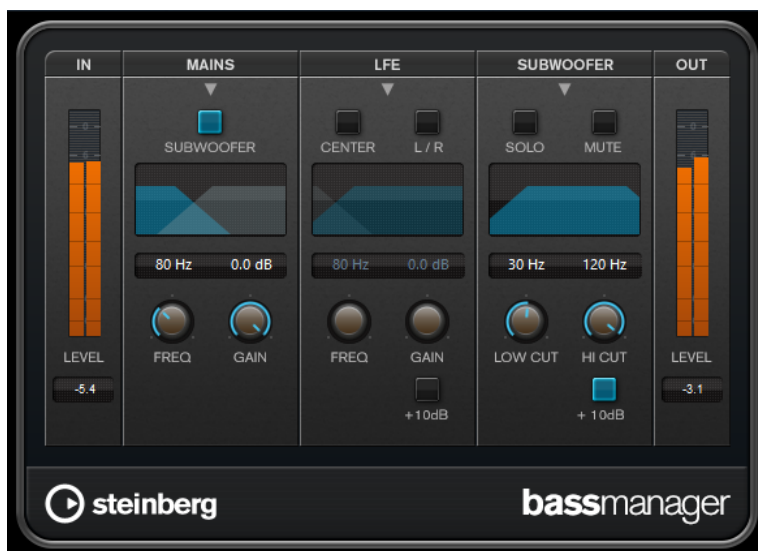 IN MAINS LFE SUBWOOFER OUT
SUBWOOFER CENTER L / R SOLO MUTE
80 Hz 0.0 dB 80 Hz 0.0 dB 30 Hz 120 Hz
LEVEL FREQ GAIN FREQ GAIN LOW CUT HI CUT LEVEL
-5.4 -3.1
+10dB + 10dB
steinberg bassmanager